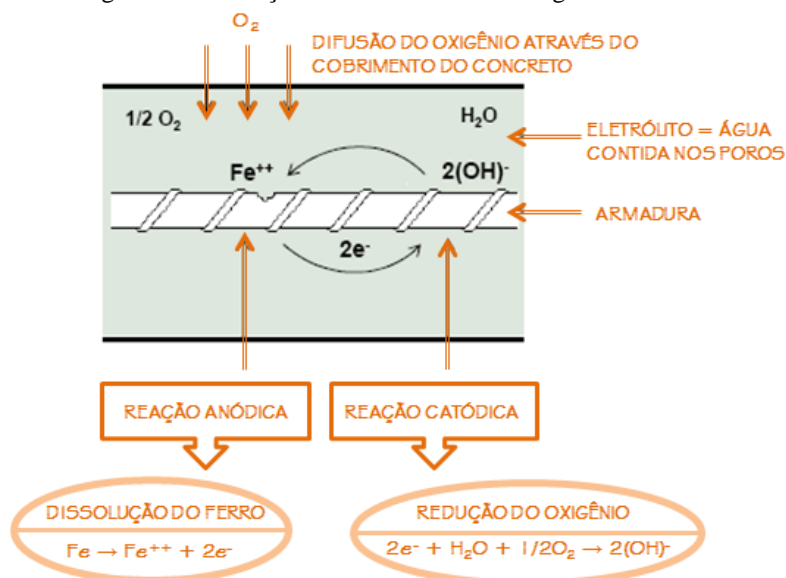 O₂
DIFUSÃO DO OXIGÊNIO ATRAVÉS DO
COBRIMENTO DO CONCRETO
1/2 O₂
H₂O
ELETRÓLITO = ÁGUA
CONTIDA NOS POROS
Fe⁺⁺
2(OH)⁻
ARMADURA
2e⁻
REAÇÃO ANÓDICA
REAÇÃO CATÓDICA
DISSOLUÇÃO DO FERRO
Fe → Fe⁺⁺ + 2e⁻
REDUÇÃO DO OXIGÊNIO
2e⁻ + H₂O + 1/2O₂ → 2(OH)⁻